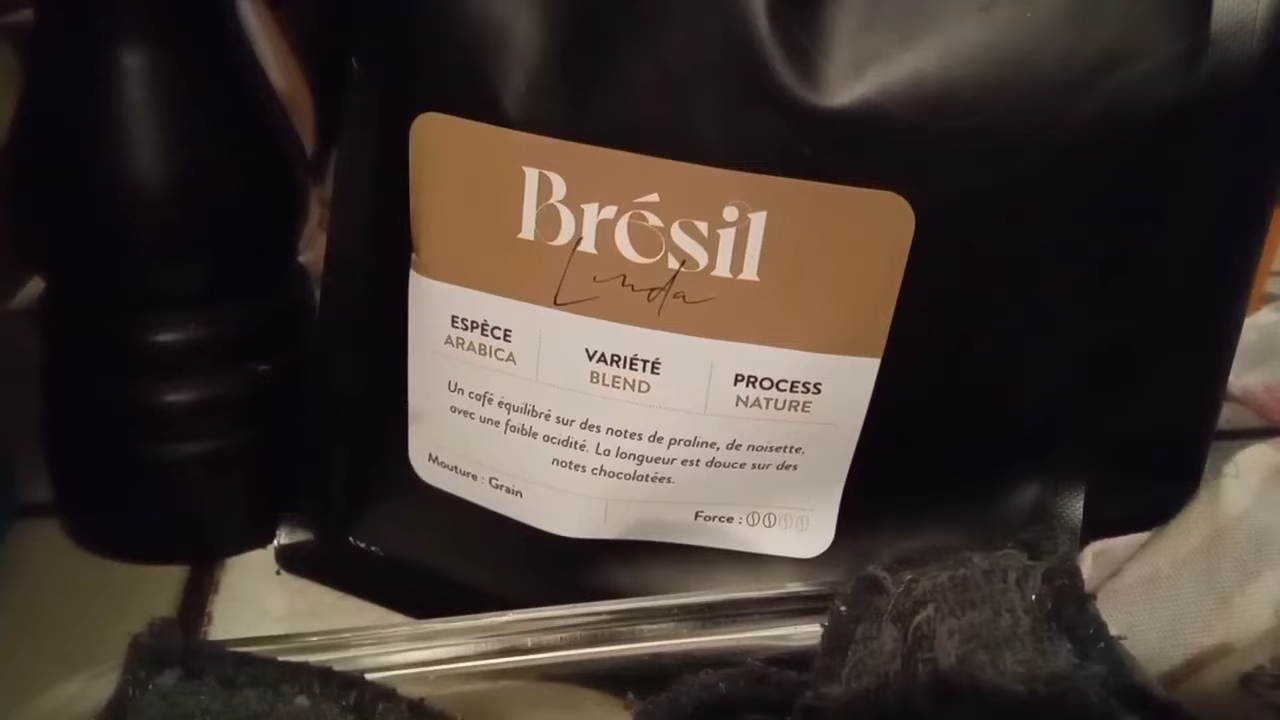 Brésil
Linda
ESPÈCE
ARABICA
VARIÉTÉ
BLEND
PROCESS
NATURE
Un café équilibré sur des notes de praline, de noisette,
avec une faible acidité. La longueur est douce sur des
notes chocolatées.
Mouture : Grain
Force :